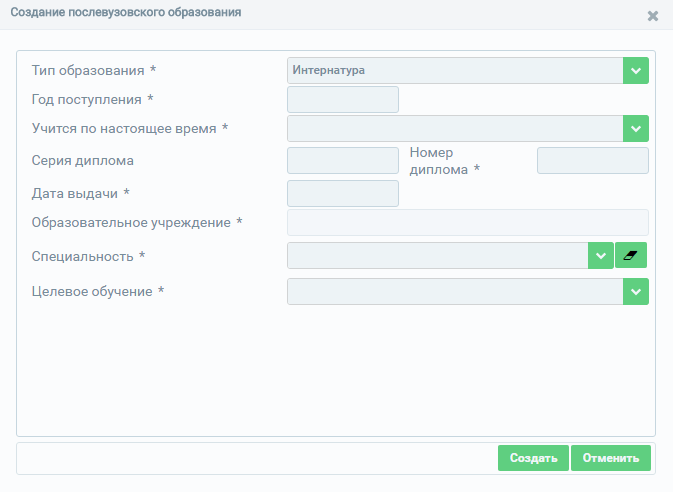 Создание послевузовского образования
Тип образования *
Интернатура
Год поступления *
Учится по настоящее время *
Серия диплома
Номер
диплома *
Дата выдачи *
Образовательное учреждение *
Специальность *
Целевое обучение *
Создать
Отменить